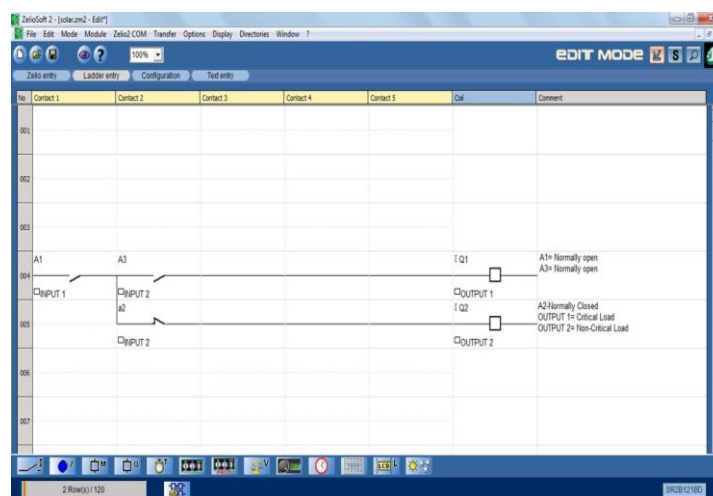 ZelioSoft 2 - [solar.zm2 - Edit*]
File Edit Mode Module Zelio2 COM Transfer Options Display Directories Window ?
100% EDIT MODE S
Zelio entry Ladder entry Configuration Text entry
No Contact 1 Contact 2 Contact 3 Contact 4 Contact 5 Coil Comment
001
002
003
A1 A3 [ Q1 A1= Normally open
A3= Normally open
004
INPUT 1 INPUT 2 OUTPUT 1
a2 [ Q2 A2-Normally Closed
OUTPUT 1= Critical Load
005 OUTPUT 2= Non-Critical Load
INPUT 2 OUTPUT 2
006
007
I M O T V LCD L
2 Row(s) / 120 SR2B121BD